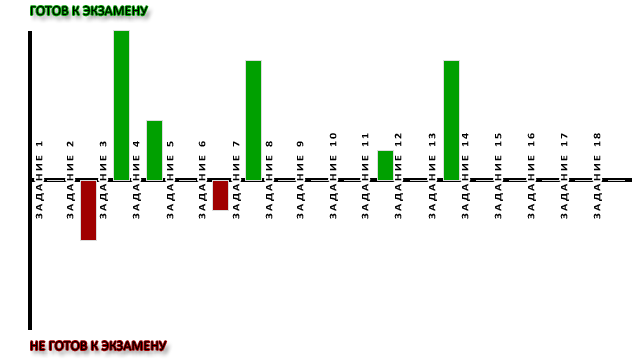 ГОТОВ К ЭКЗАМЕНУ
ЗАДАНИЕ 1
ЗАДАНИЕ 2
ЗАДАНИЕ 3
ЗАДАНИЕ 4
ЗАДАНИЕ 5
ЗАДАНИЕ 6
ЗАДАНИЕ 7
ЗАДАНИЕ 8
ЗАДАНИЕ 9
ЗАДАНИЕ 10
ЗАДАНИЕ 11
ЗАДАНИЕ 12
ЗАДАНИЕ 13
ЗАДАНИЕ 14
ЗАДАНИЕ 15
ЗАДАНИЕ 16
ЗАДАНИЕ 17
ЗАДАНИЕ 18
НЕ ГОТОВ К ЭКЗАМЕНУ